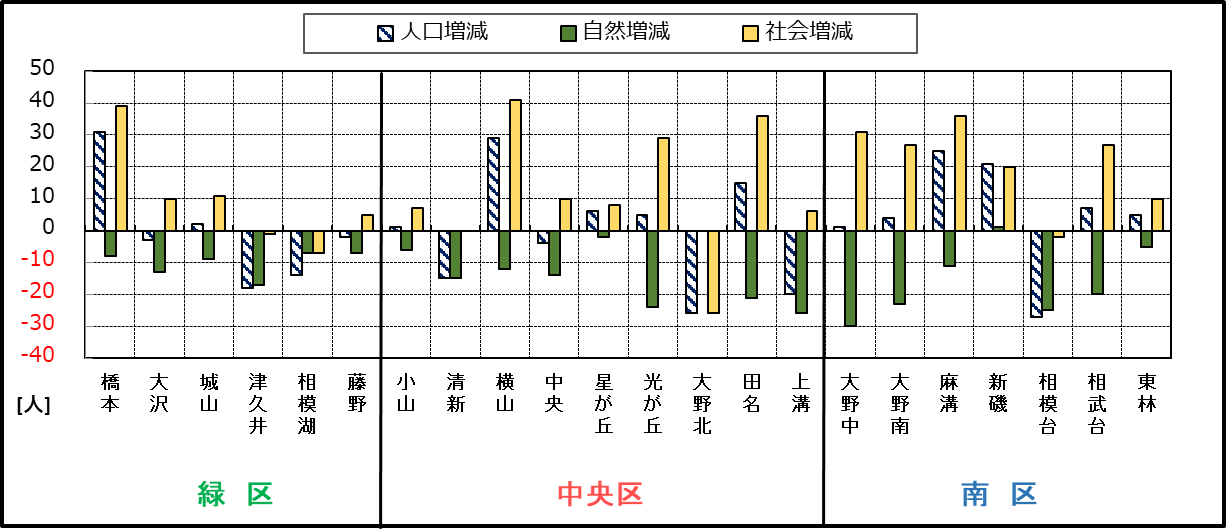 人口増減 自然増減 社会増減
50
40
30
20
10
0
-10
-20
-30
-40
[人]
橋本 大沢 城山 津久井 相模湖 藤野 小山 清新 横山 中央 星が丘 光が丘 大野北 田名 上溝 大野中 大野南 麻溝 新磯 相模台 相武台 東林
緑 区 中央区 南 区